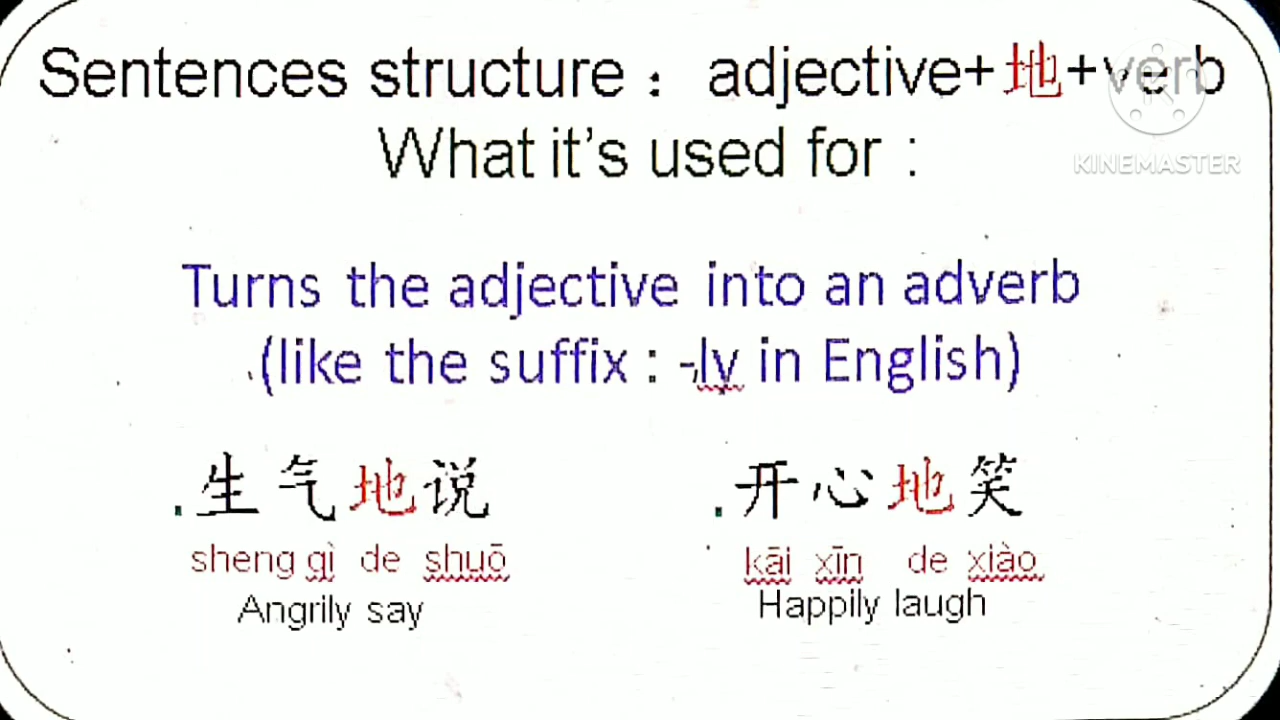 Sentences structure : adjective+地+verb
KINEMASTER
What it's used for :
Turns the adjective into an adverb
(like the suffix : -ly in English)
.生气地说 .开心地笑
sheng qì de shuō kāi xīn de xiào
Angrily say Happily laugh